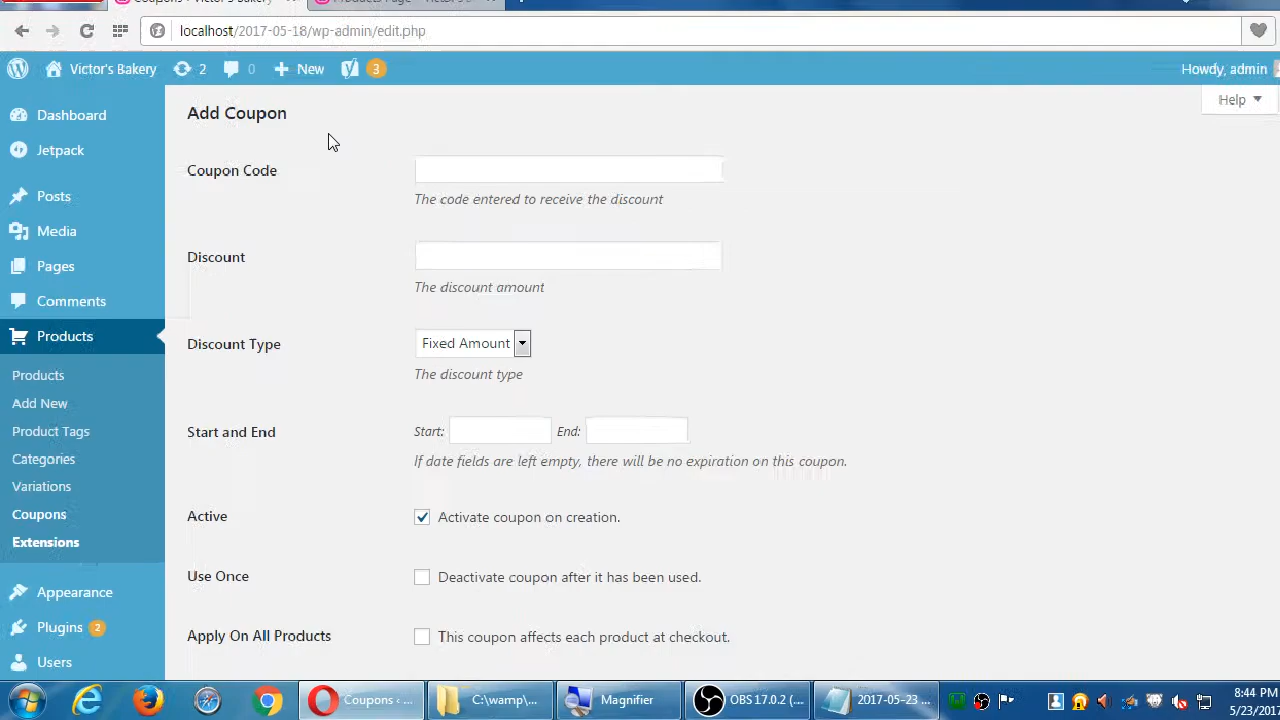 Coupons ‹ Victor's Bakery
Products Page
localhost/2017-05-18/wp-admin/edit.php
Victor's Bakery 2 0 New 3 Howdy, admin
Help
Dashboard
Jetpack
Posts
Media
Pages
Comments
Products
Products
Add New
Product Tags
Categories
Variations
Coupons
Extensions
Appearance
Plugins 2
Users
Add Coupon
Coupon Code
The code entered to receive the discount
Discount
The discount amount
Discount Type Fixed Amount
The discount type
Start and End Start: End:
If date fields are left empty, there will be no expiration on this coupon.
Active Activate coupon on creation.
Use Once Deactivate coupon after it has been used.
Apply On All Products This coupon affects each product at checkout.
Coupons ‹ ... C:\wamp\... Magnifier OBS 17.0.2 (... 2017-05-23 ... 8:44 PM
5/23/2017